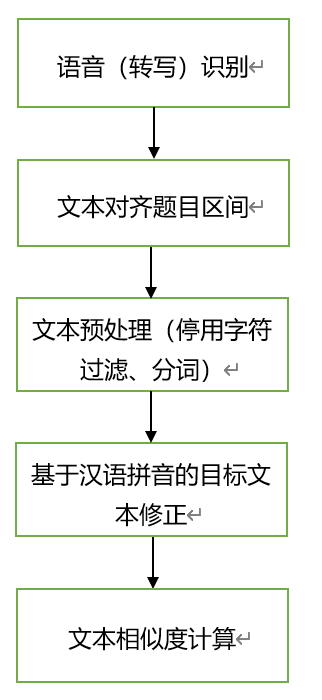 语音（转写）识别↵
文本对齐题目区间↵
文本预处理（停用字符
过滤、分词）↵
基于汉语拼音的目标文
本修正↵
文本相似度计算↵